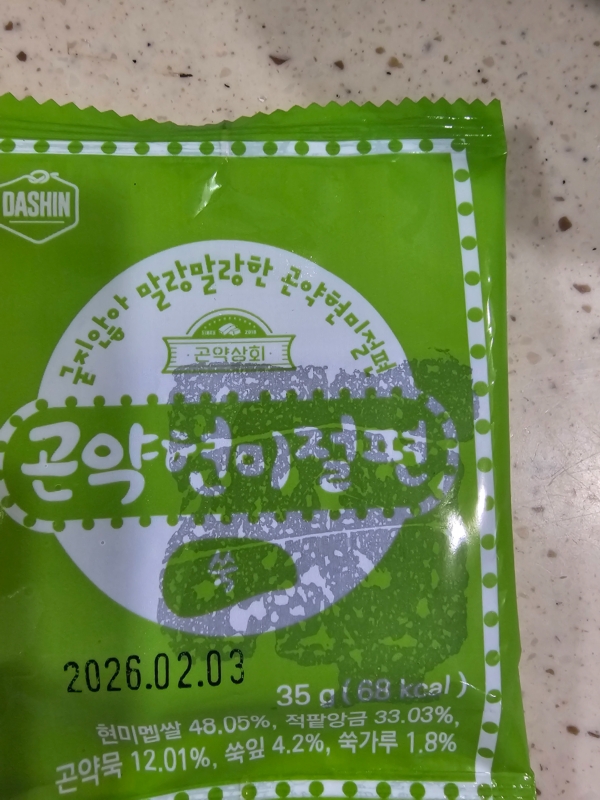 DASHIN
굳지않아 말랑말랑한 곤약현미절편
SINCE 2019
곤약상회
곤약현미절편
쑥
2026.02.03
35 g (68 kcal)
현미멥쌀 48.05%, 적팥앙금 33.03%,
곤약묵 12.01%, 쑥잎 4.2%, 쑥가루 1.8%